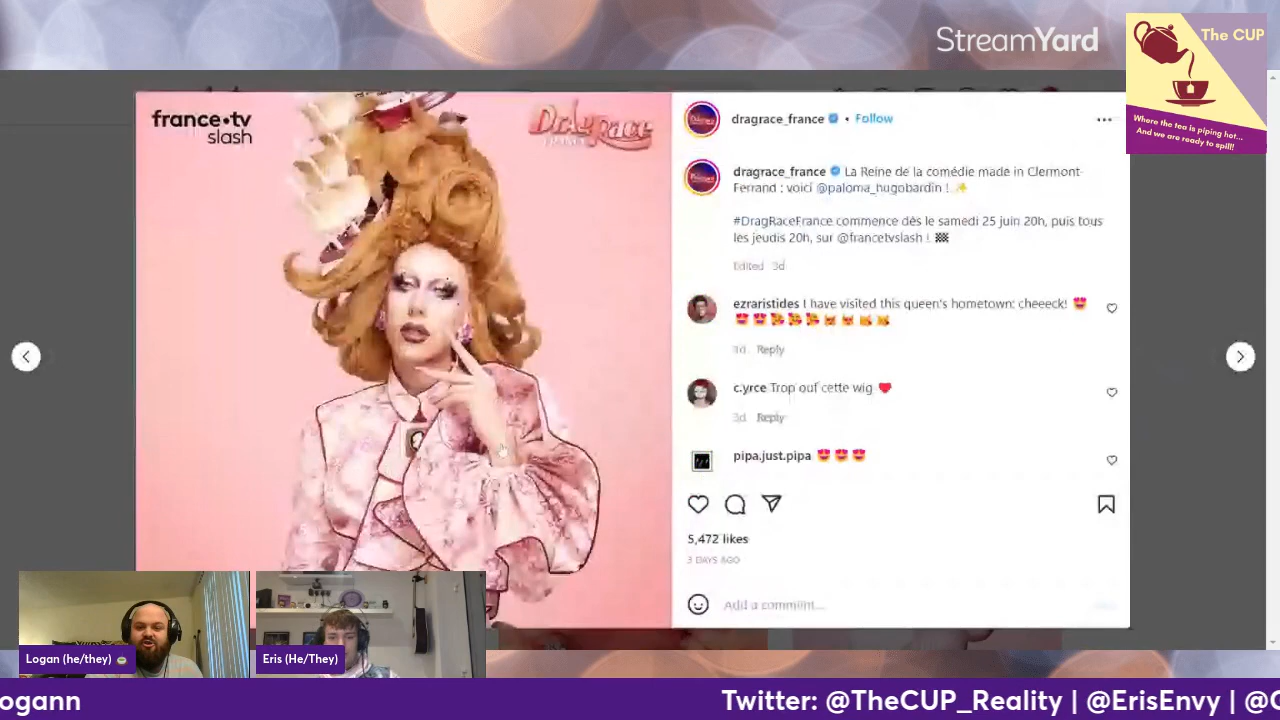 StreamYard
The CUP
Where the tea is piping hot...
And we are ready to spill!
france•tv
slash
Drag Race
dragrace_france • Follow
dragrace_france La Reine de la comédie made in Clermont-
Ferrand : voici @paloma_hugobardin ! ✨
#DragRaceFrance commence dès le samedi 25 juin 20h, puis tous
les jeudis 20h, sur @francetvslash ! 🏁
Edited 3d
ezraristides I have visited this queen's hometown: cheeeck! 😍
😍😍🥰🥰🥰😻😻😻😻
3d Reply
c.yrce Trop ouf cette wig ❤️
3d Reply
pipa.just.pipa 😍😍😍
5,472 likes
3 DAYS AGO
Add a comment...
Logan (he/they)
Eris (He/They)
ogann
Twitter: @TheCUP_Reality | @ErisEnvy | @C